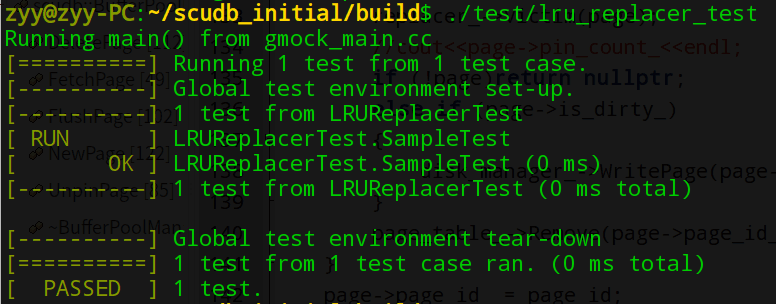 zyy@zyy-PC:~/scudb_initial/build$ ./test/lru_replacer_test
Running main() from gmock_main.cc
[==========] Running 1 test from 1 test case.
[----------] Global test environment set-up.
[----------] 1 test from LRUReplacerTest
[ RUN      ] LRUReplacerTest.SampleTest
[       OK ] LRUReplacerTest.SampleTest (0 ms)
[----------] 1 test from LRUReplacerTest (0 ms total)

[----------] Global test environment tear-down
[==========] 1 test from 1 test case ran. (0 ms total)
[  PASSED  ] 1 test.